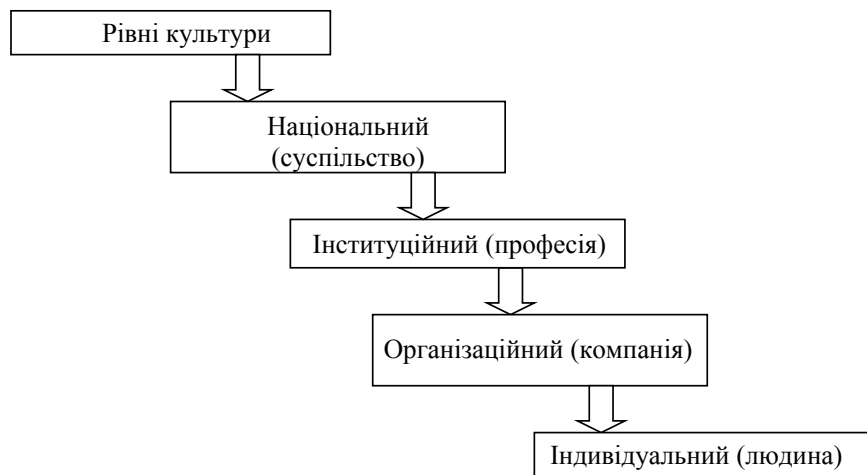 Рівні культури
Національний
(суспільство)
Інституційний (професія)
Організаційний (компанія)
Індивідуальний (людина)